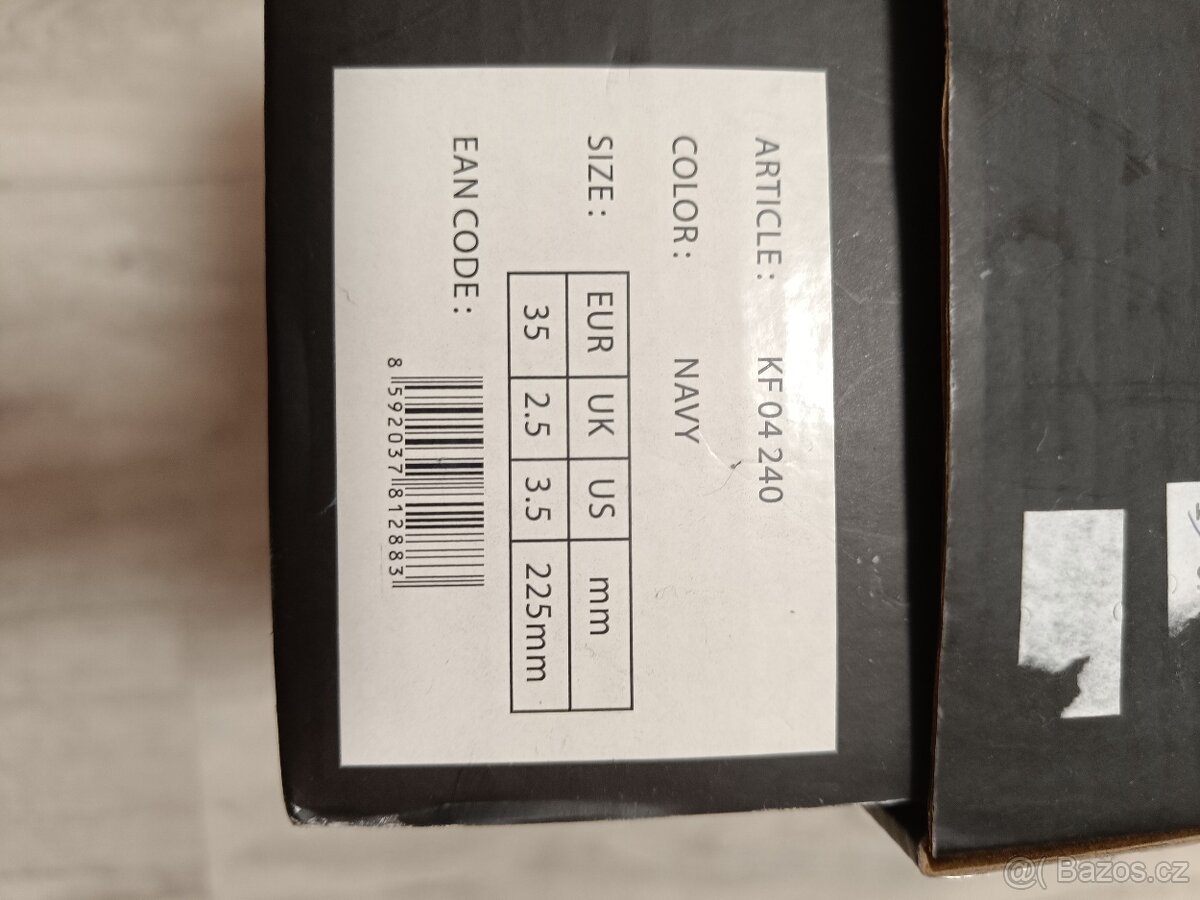 ARTICLE : KF 04 240
COLOR : NAVY
SIZE :
EUR UK US mm
35 2.5 3.5 225mm
EAN CODE :
8 592037 812883
@( Bazos.cz